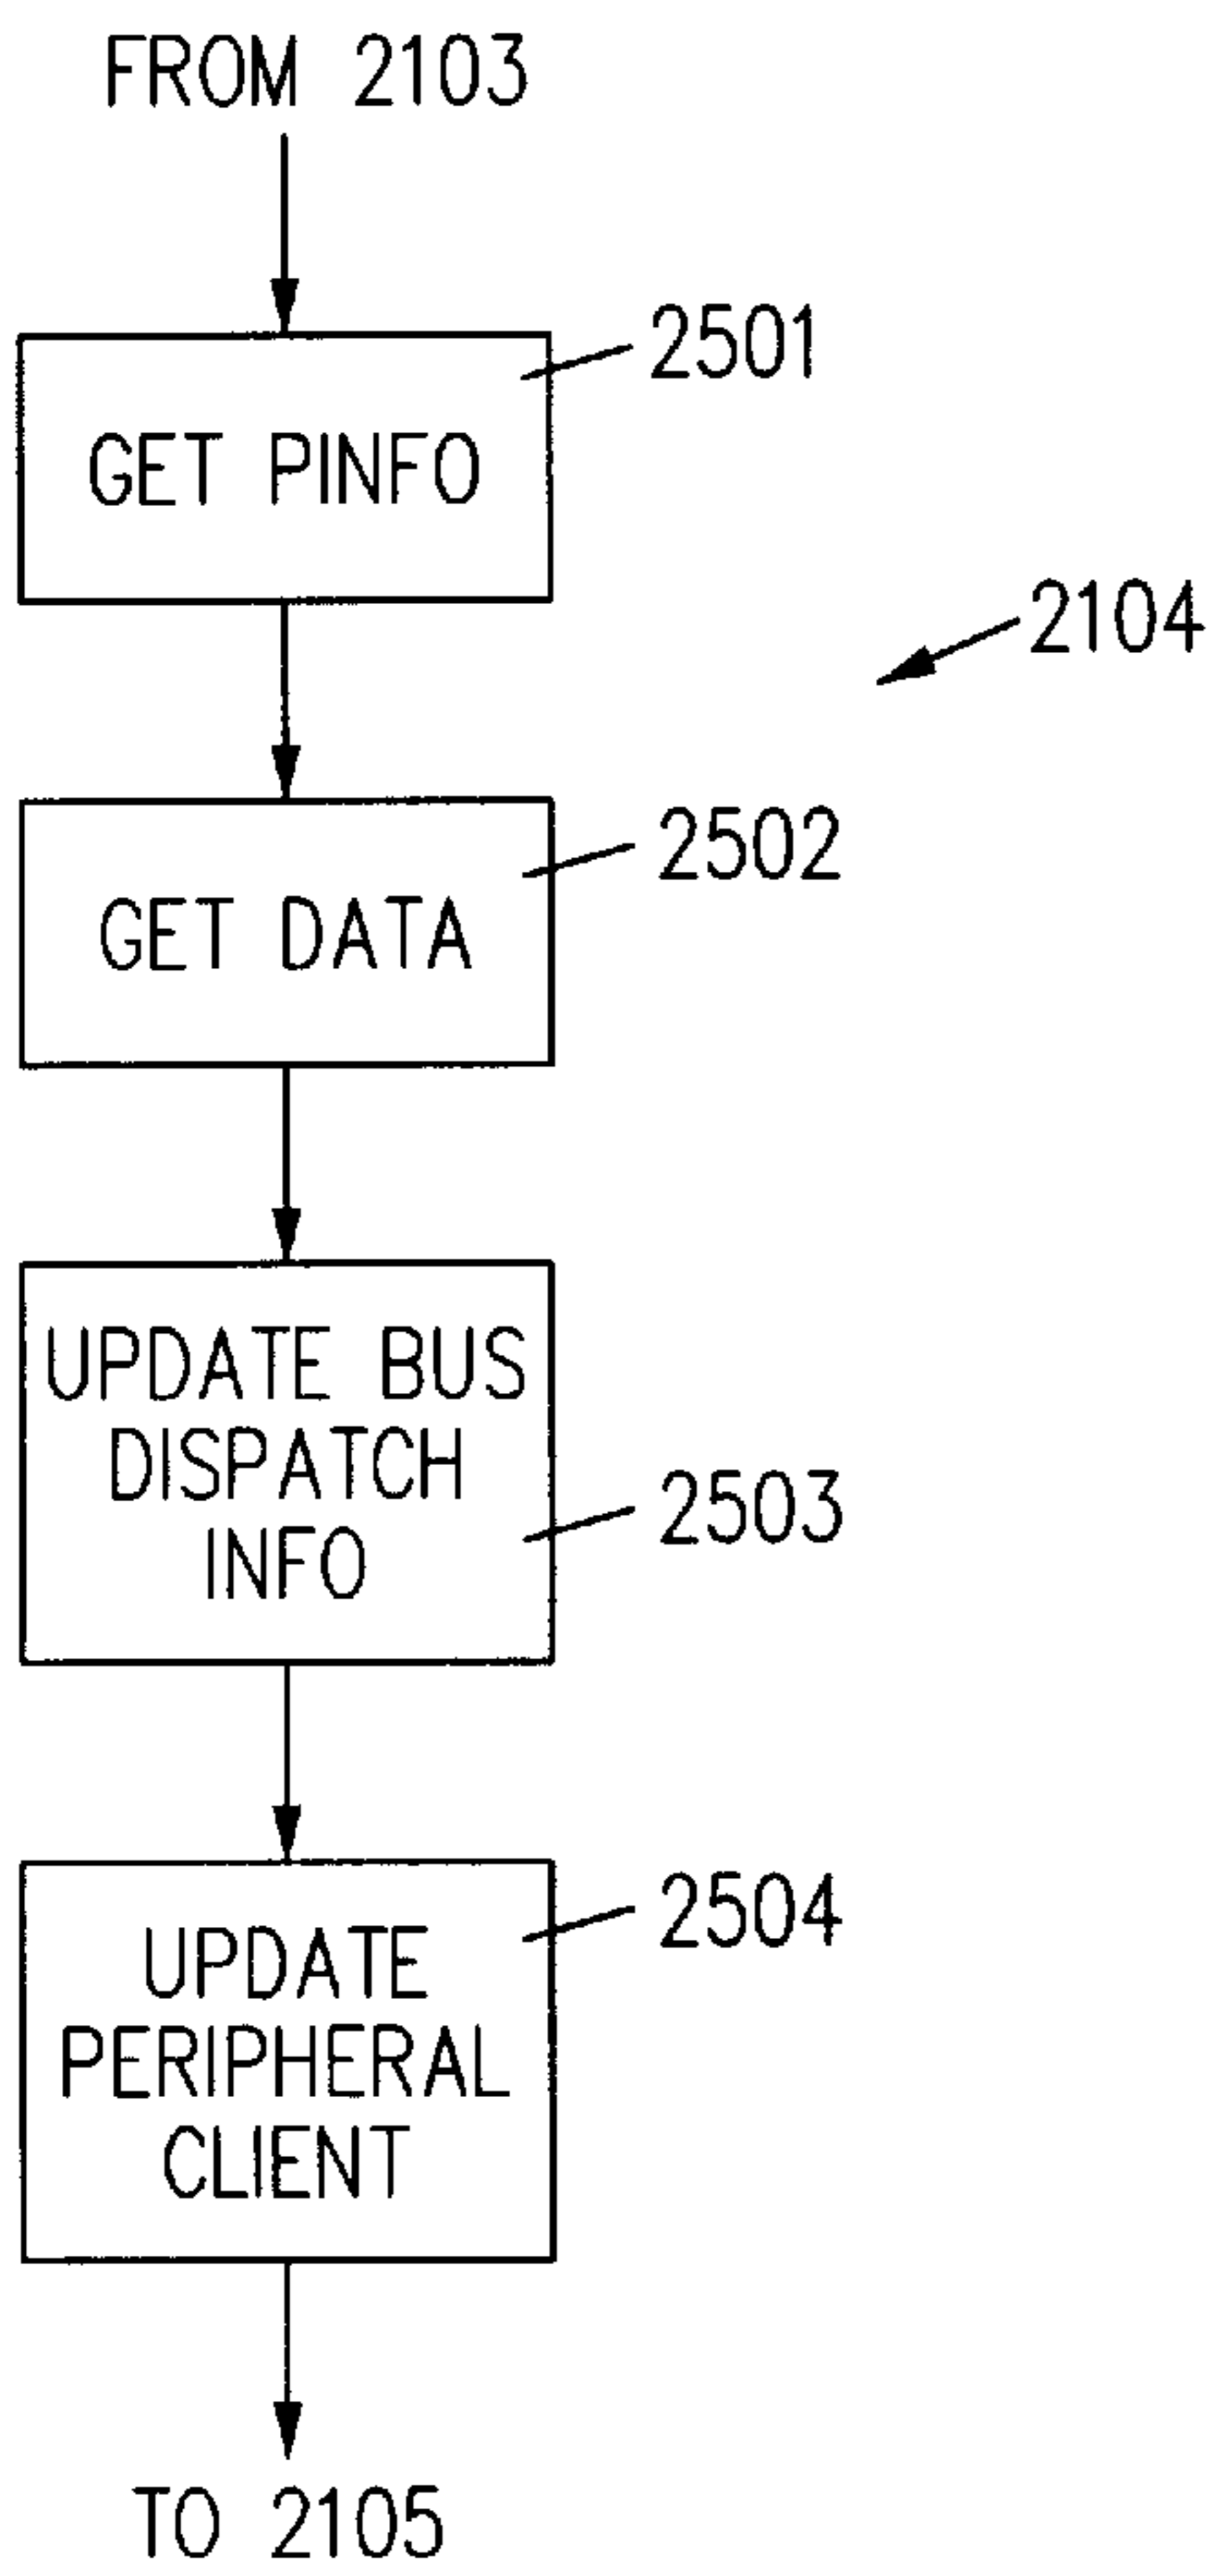 FROM 2103
2501
GET PINFO
2104
2502
GET DATA
UPDATE BUS
DISPATCH
2503
INFO
2504
UPDATE
PERIPHERAL
CLIENT
TO 2105